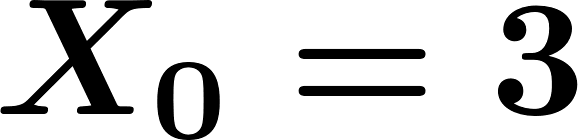 X₀ = 3